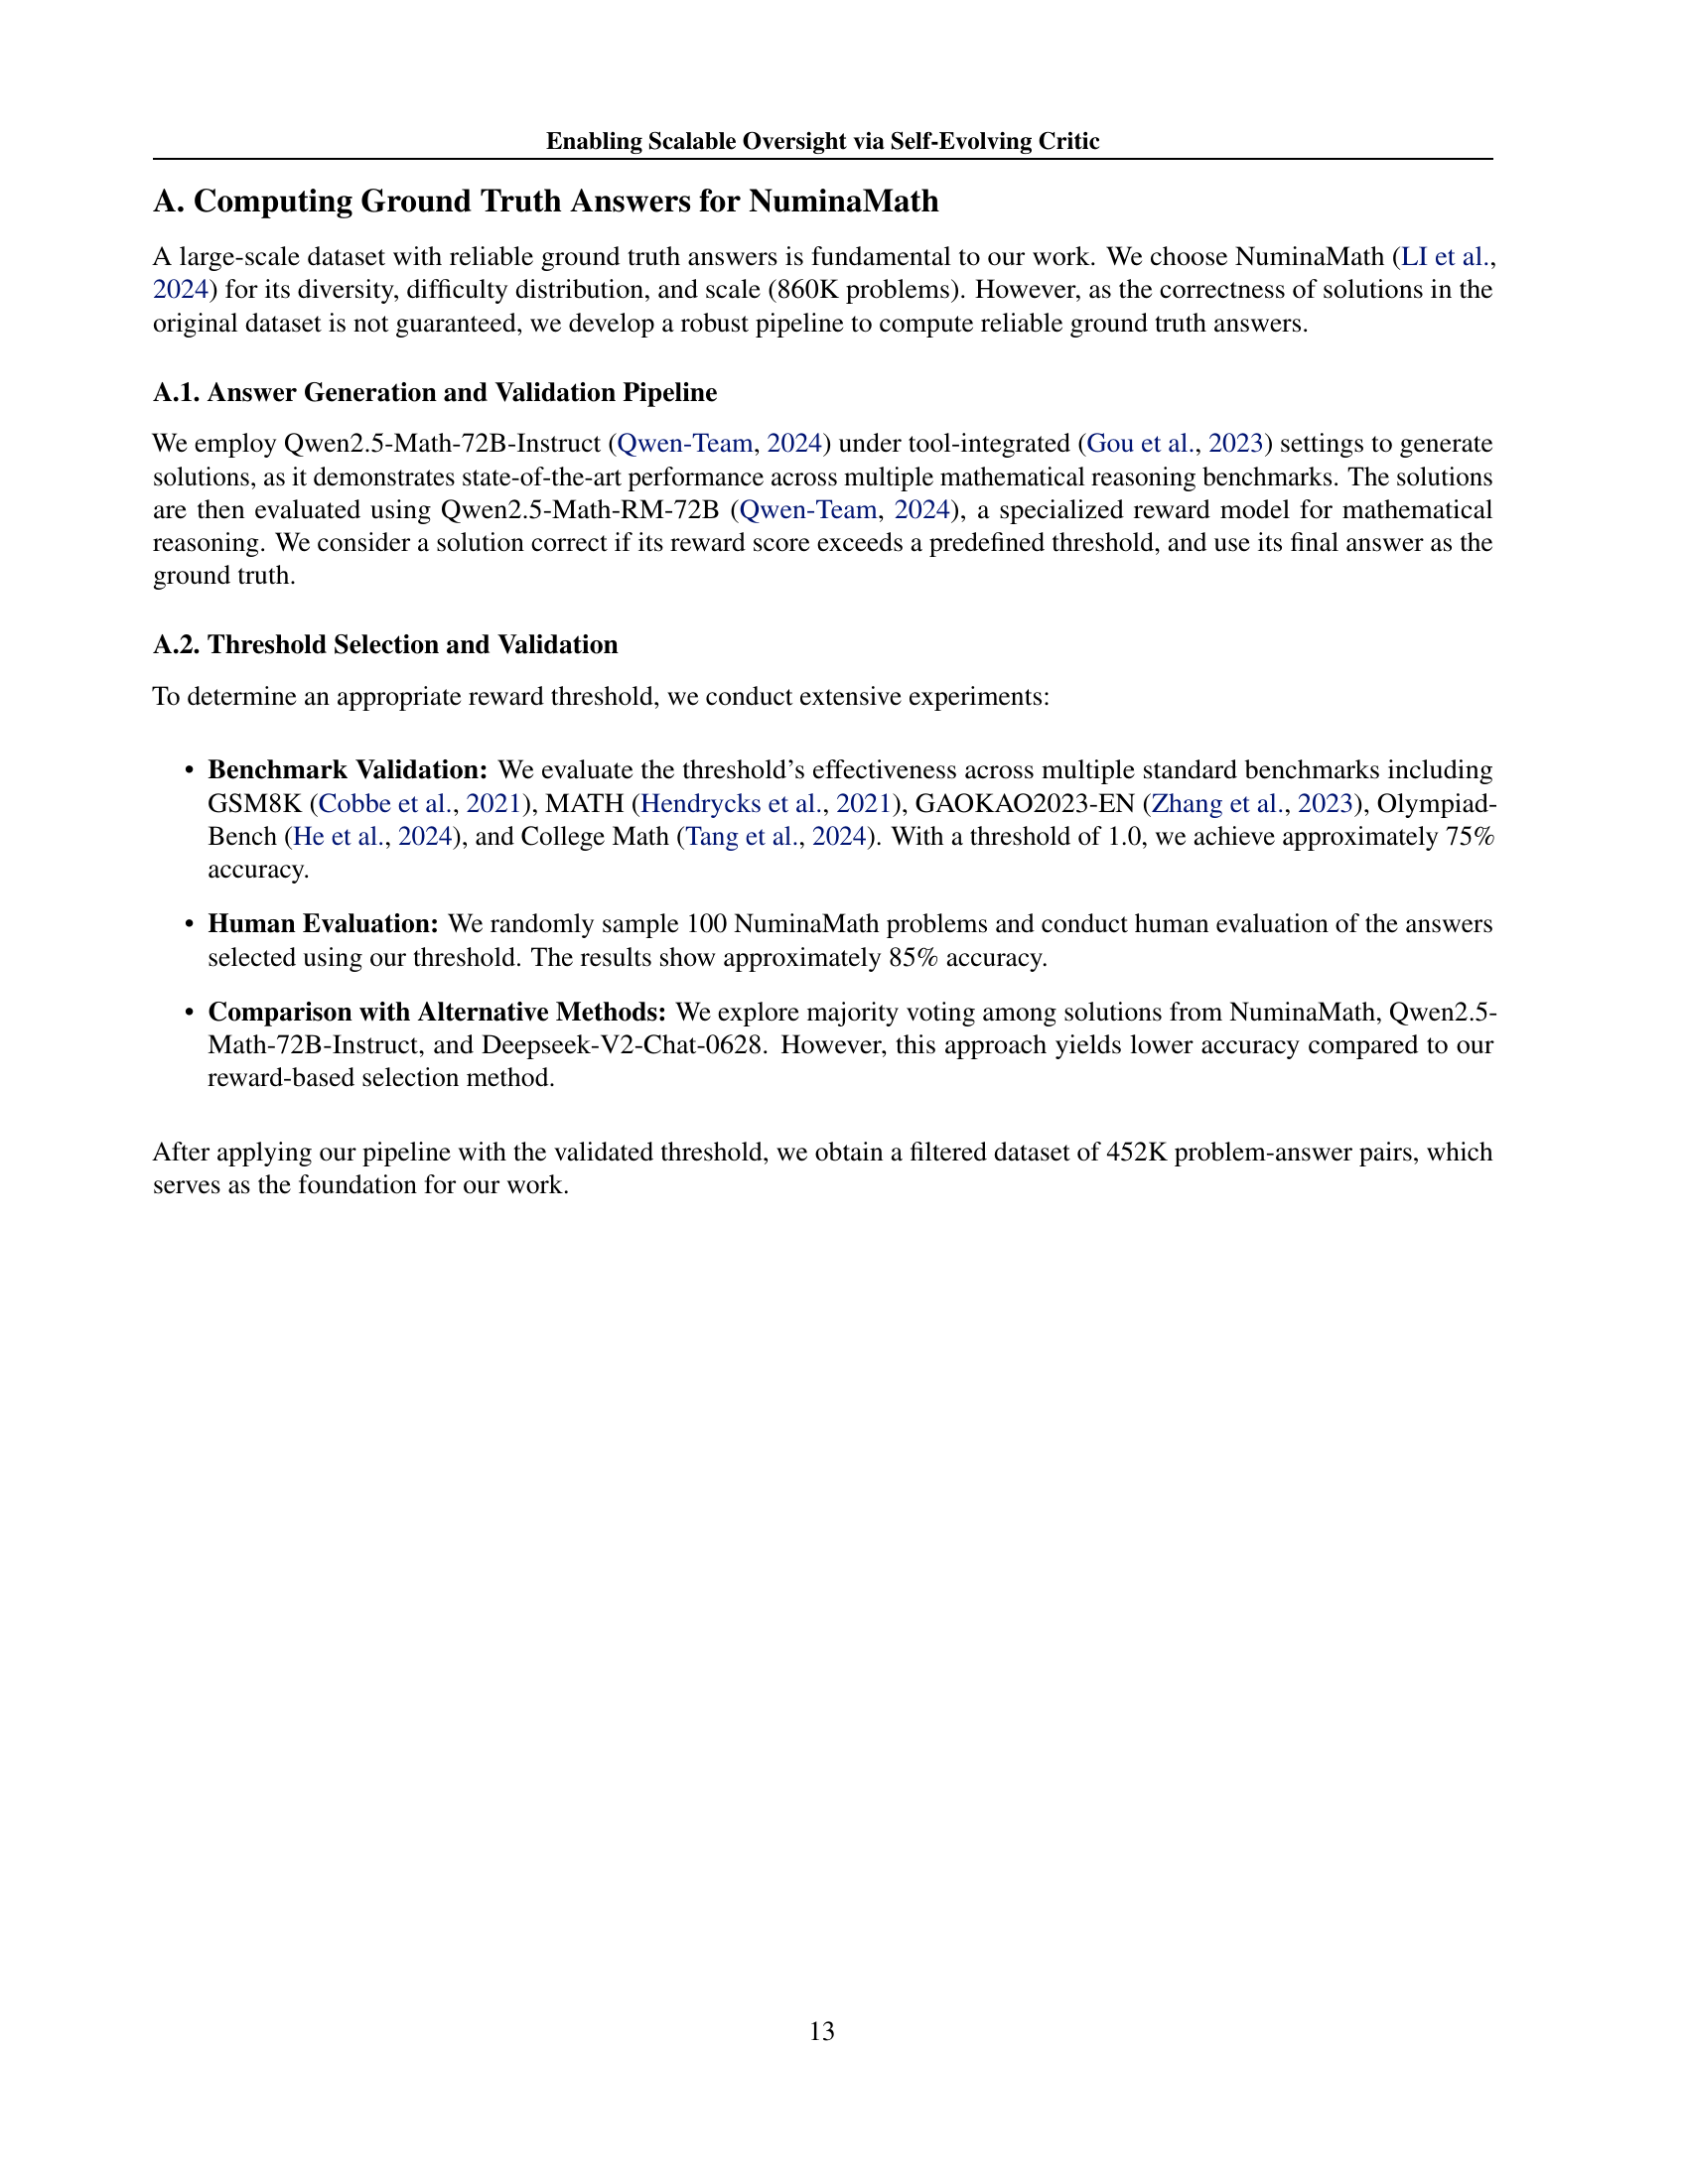 Enabling Scalable Oversight via Self-Evolving Critic
A. Computing Ground Truth Answers for NuminaMath
A large-scale dataset with reliable ground truth answers is fundamental to our work. We choose NuminaMath (LI et al.,
2024) for its diversity, difficulty distribution, and scale (860K problems). However, as the correctness of solutions in the
original dataset is not guaranteed, we develop a robust pipeline to compute reliable ground truth answers.
A.1. Answer Generation and Validation Pipeline
We employ Qwen2.5-Math-72B-Instruct (Qwen-Team, 2024) under tool-integrated (Gou et al., 2023) settings to generate
solutions, as it demonstrates state-of-the-art performance across multiple mathematical reasoning benchmarks. The solutions
are then evaluated using Qwen2.5-Math-RM-72B (Qwen-Team, 2024), a specialized reward model for mathematical
reasoning. We consider a solution correct if its reward score exceeds a predefined threshold, and use its final answer as the
ground truth.
A.2. Threshold Selection and Validation
To determine an appropriate reward threshold, we conduct extensive experiments:
• Benchmark Validation: We evaluate the threshold's effectiveness across multiple standard benchmarks including
GSM8K (Cobbe et al., 2021), MATH (Hendrycks et al., 2021), GAOKAO2023-EN (Zhang et al., 2023), Olympiad-
Bench (He et al., 2024), and College Math (Tang et al., 2024). With a threshold of 1.0, we achieve approximately 75%
accuracy.
• Human Evaluation: We randomly sample 100 NuminaMath problems and conduct human evaluation of the answers
selected using our threshold. The results show approximately 85% accuracy.
• Comparison with Alternative Methods: We explore majority voting among solutions from NuminaMath, Qwen2.5-
Math-72B-Instruct, and Deepseek-V2-Chat-0628. However, this approach yields lower accuracy compared to our
reward-based selection method.
After applying our pipeline with the validated threshold, we obtain a filtered dataset of 452K problem-answer pairs, which
serves as the foundation for our work.
13